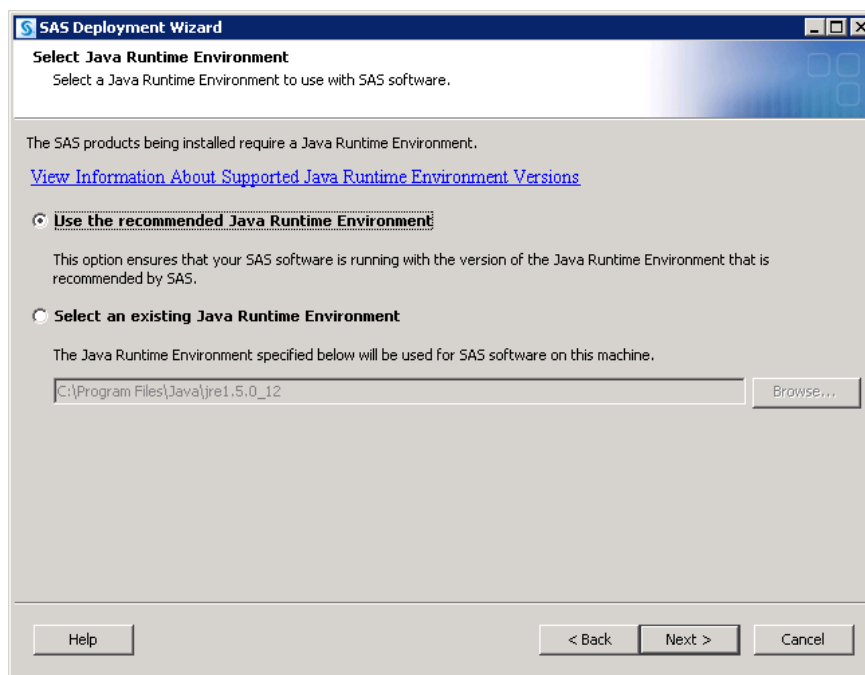 SAS Deployment Wizard
Select Java Runtime Environment
Select a Java Runtime Environment to use with SAS software.
The SAS products being installed require a Java Runtime Environment.
View Information About Supported Java Runtime Environment Versions
Use the recommended Java Runtime Environment
This option ensures that your SAS software is running with the version of the Java Runtime Environment that is
recommended by SAS.
Select an existing Java Runtime Environment
The Java Runtime Environment specified below will be used for SAS software on this machine.
C:\Program Files\Java\jre1.5.0_12 Browse...
Help < Back Next > Cancel